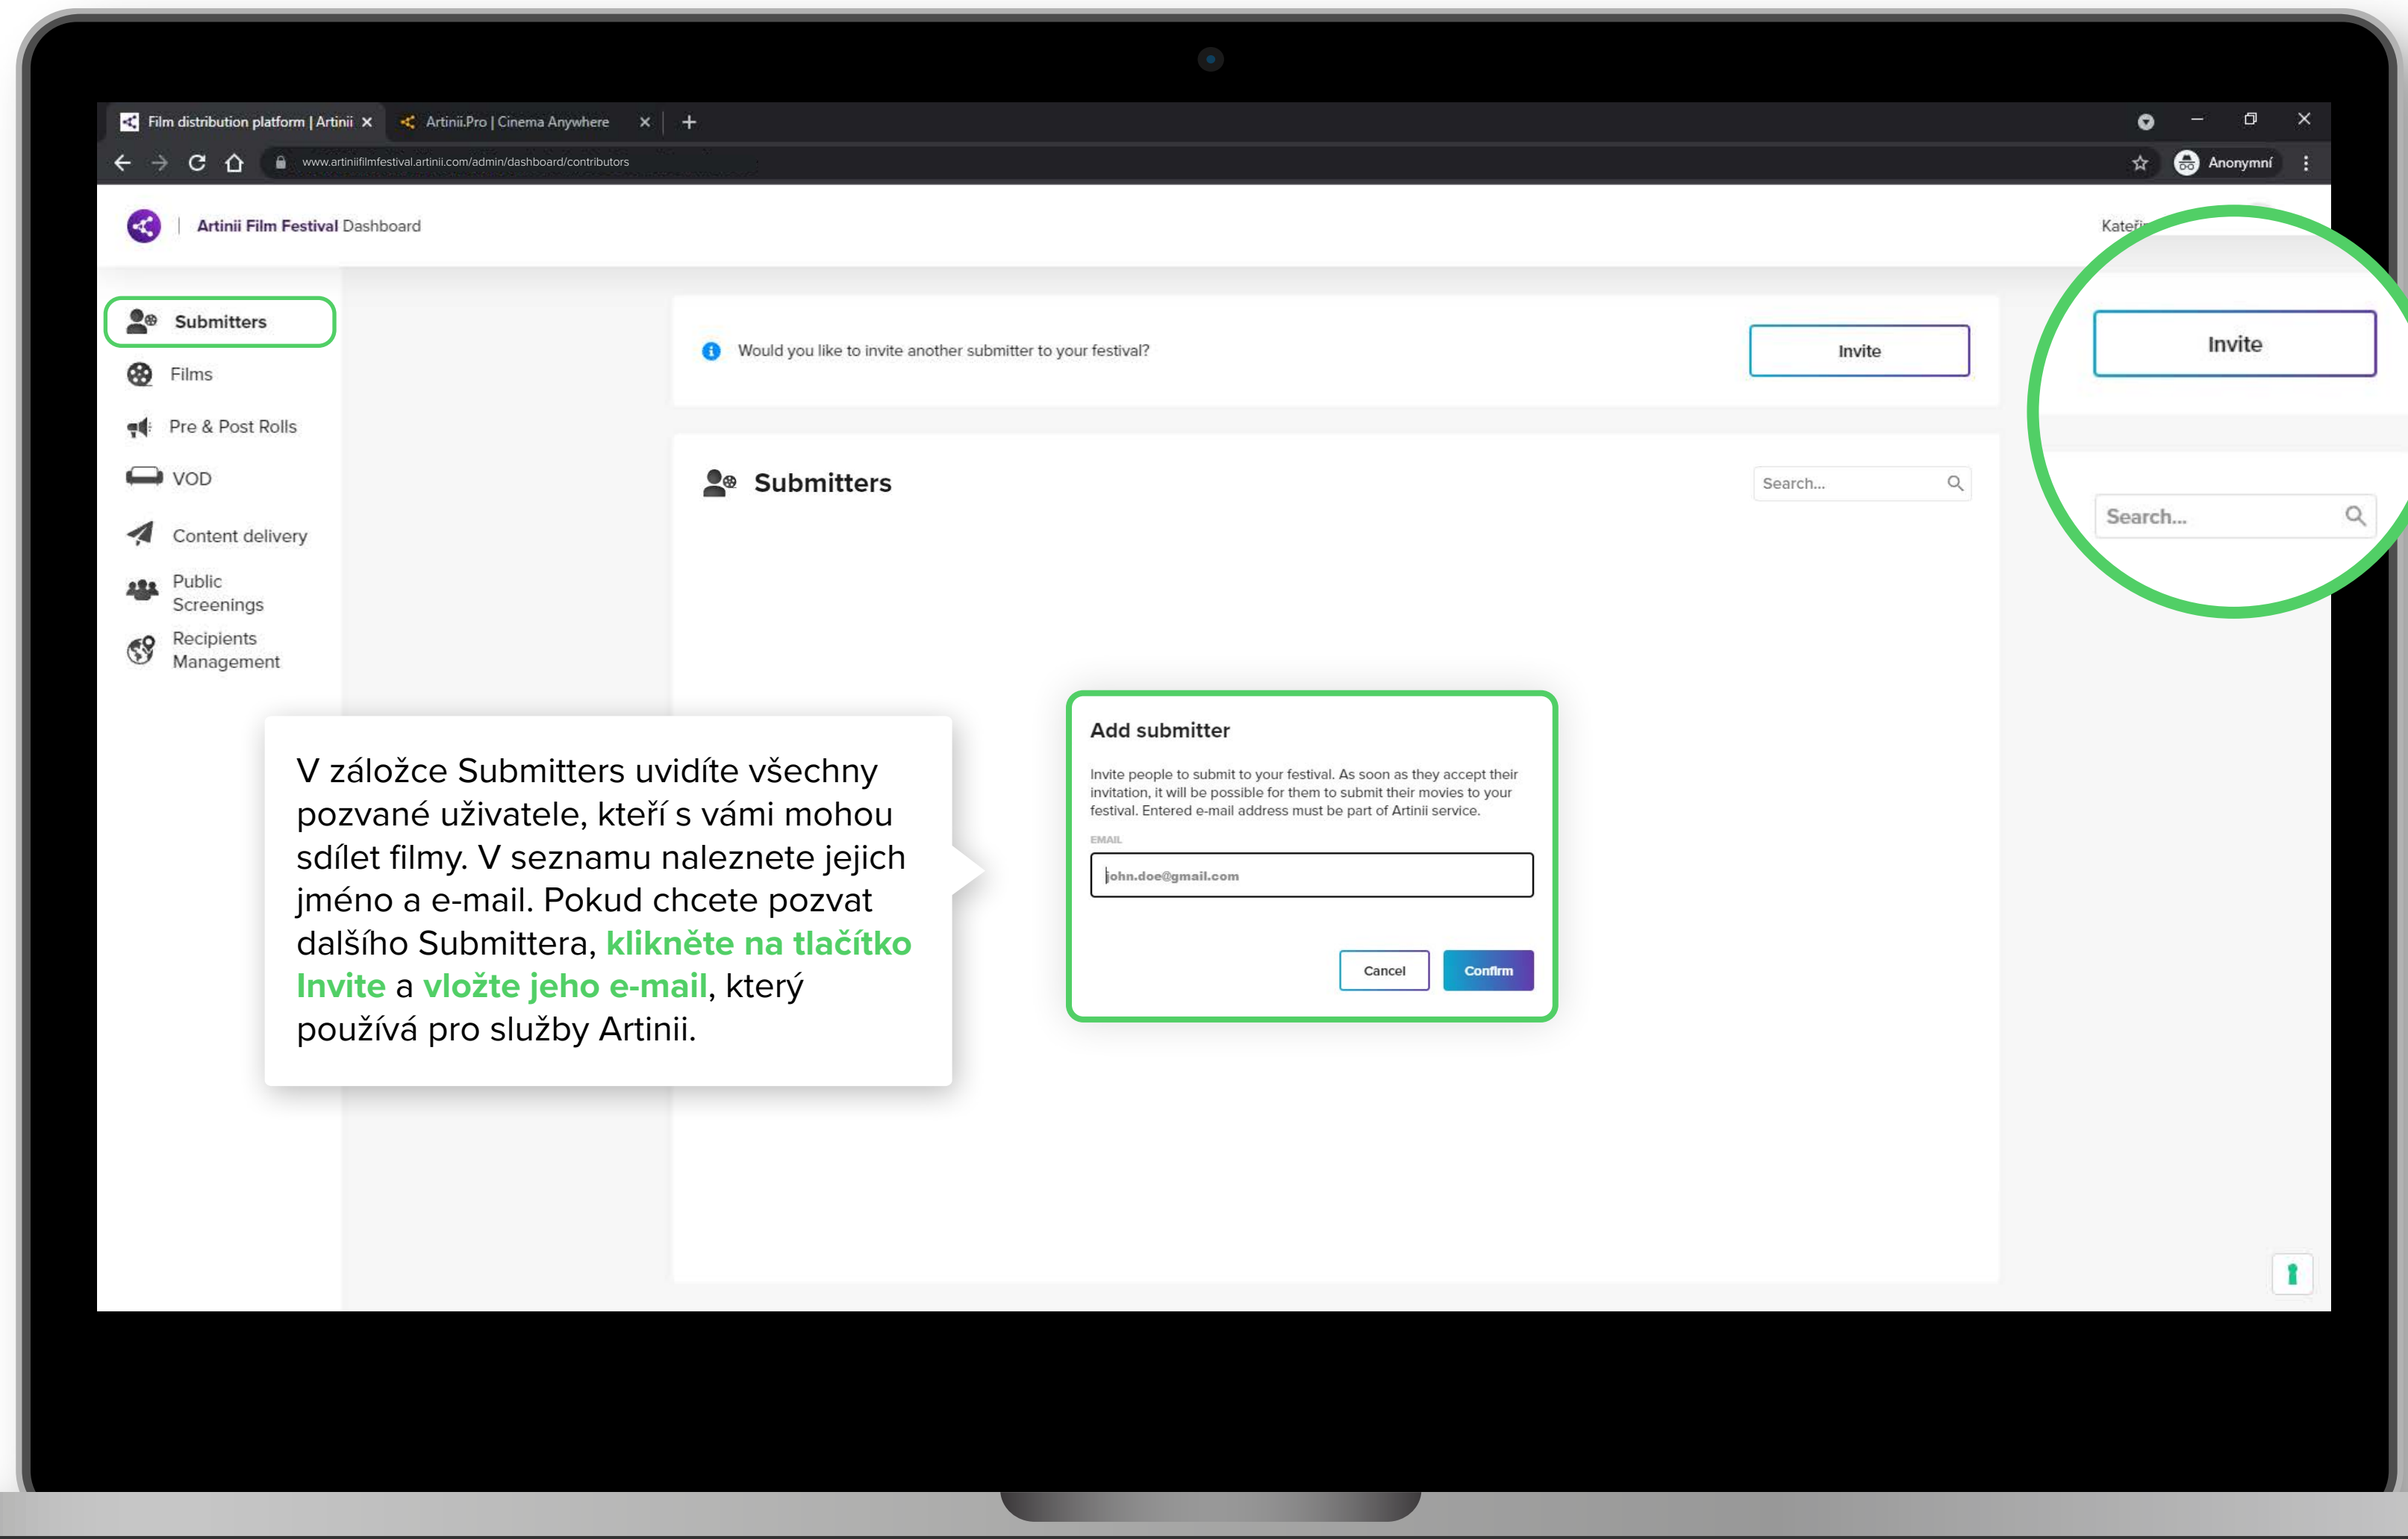 Film distribution platform | Artinii
Artinii.Pro | Cinema Anywhere
www.artiniifilmfestival.artinii.com/admin/dashboard/contributors
Anonymní
Artinii Film Festival Dashboard
Submitters
Films
Pre & Post Rolls
VOD
Content delivery
Public
Screenings
Recipients
Management
Would you like to invite another submitter to your festival?
Invite
Submitters
Search...
Invite
Search...
V záložce Submitters uvidíte všechny
pozvané uživatele, kteří s vámi mohou
sdílet filmy. V seznamu naleznete jejich
jméno a e-mail. Pokud chcete pozvat
dalšího Submittera, klikněte na tlačítko
Invite a vložte jeho e-mail, který
používá pro služby Artinii.
Add submitter
Invite people to submit to your festival. As soon as they accept their
invitation, it will be possible for them to submit their movies to your
festival. Entered e-mail address must be part of Artinii service.
EMAIL
john.doe@gmail.com
Cancel
Confirm